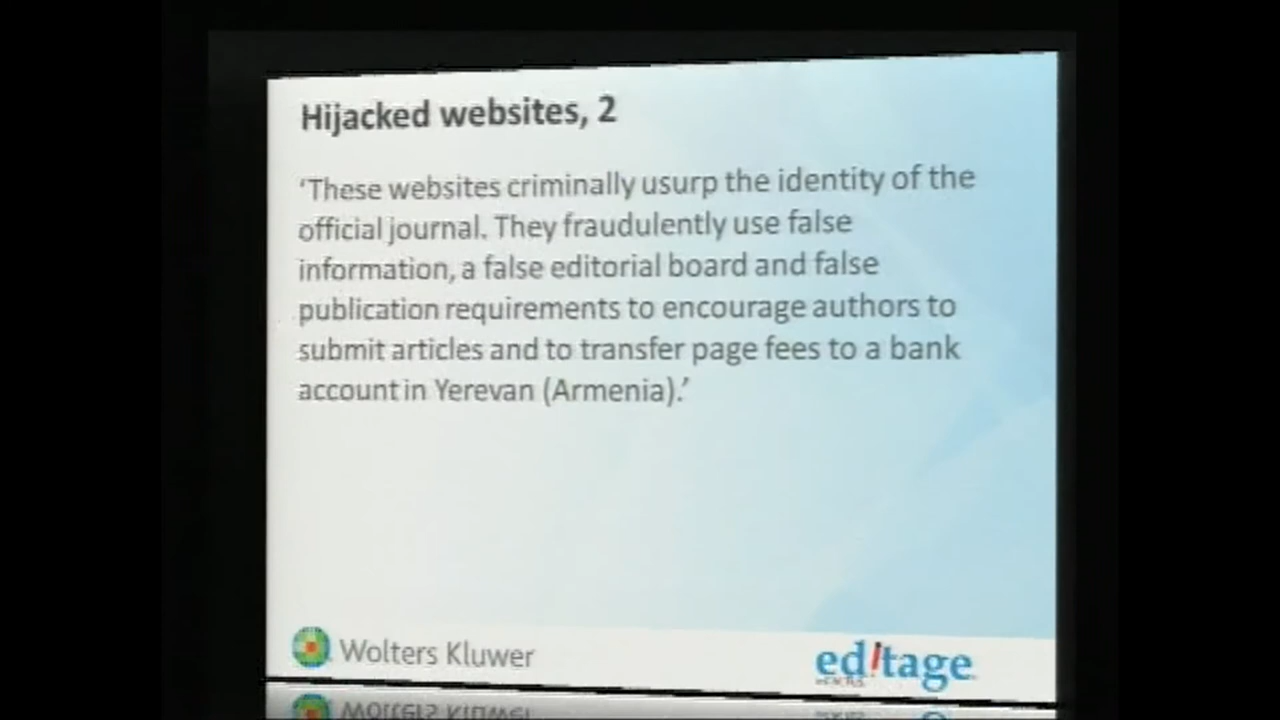 Hijacked websites, 2
‘These websites criminally usurp the identity of the
official journal. They fraudulently use false
information, a false editorial board and false
publication requirements to encourage authors to
submit articles and to transfer page fees to a bank
account in Yerevan (Armenia).’
Wolters Kluwer
editage